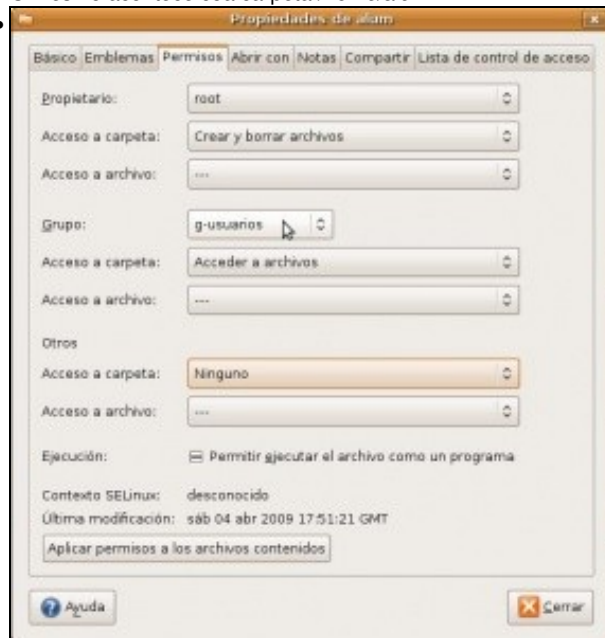 Propiedades de alum
Básico Emblemas Permisos Abrir con Notas Compartir Lista de control de acceso
Propietario: root
Acceso a carpeta: Crear y borrar archivos
Acceso a archivo: ---
Grupo: g-usuarios
Acceso a carpeta: Acceder a archivos
Acceso a archivo: ---
Otros
Acceso a carpeta: Ninguno
Acceso a archivo: ---
Ejecución: Permitir ejecutar el archivo como un programa
Contexto SELinux: desconocido
Última modificación: sáb 04 abr 2009 17:51:21 GMT
Aplicar permisos a los archivos contenidos
Ayuda Cerrar